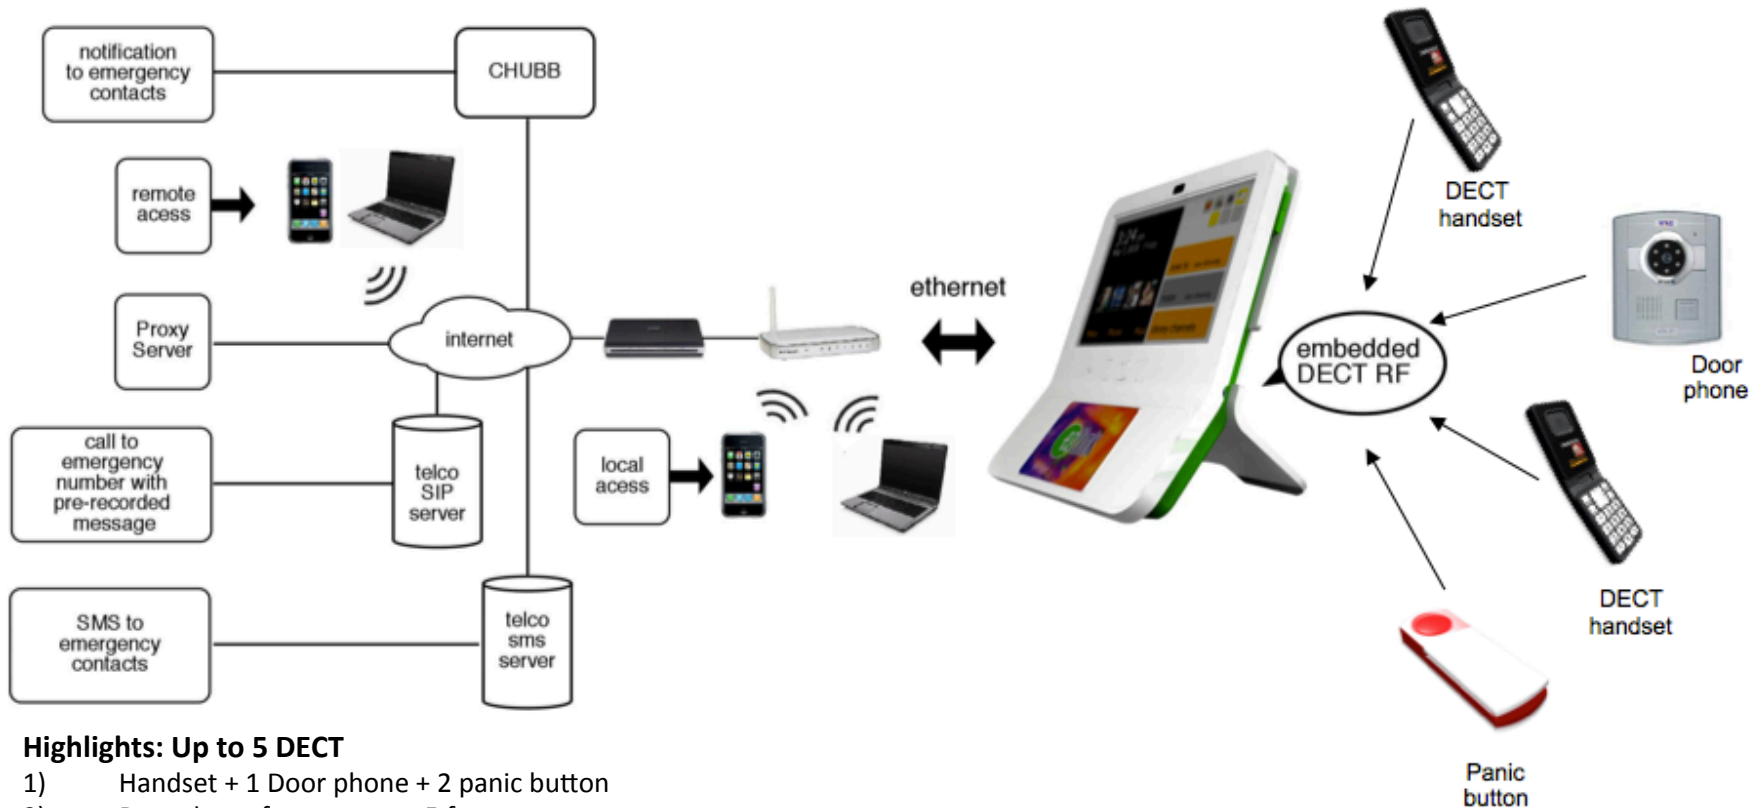 notification
to emergency
contacts
CHUBB
remote
acess
Proxy
Server
internet
ethernet
call to
emergency
number with
pre-recorded
message
telco
SIP
server
local
acess
SMS to
emergency
contacts
telco
sms
server
embedded
DECT RF
DECT
handset
Door
phone
DECT
handset
Panic
button
Highlights: Up to 5 DECT
1) Handset + 1 Door phone + 2 panic button